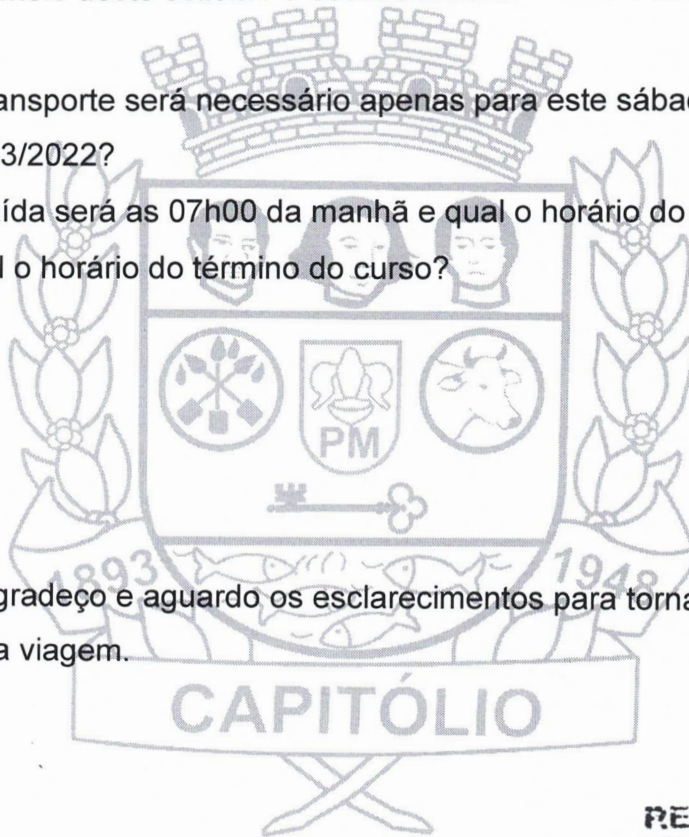 ansporte será necessário apenas para este sábad
3/2022?
ída será as 07h00 da manhã e qual o horário do
l o horário do término do curso?
PM
1893
1948
gradeço e aguardo os esclarecimentos para torna
a viagem.
CAPITÓLIO
RE